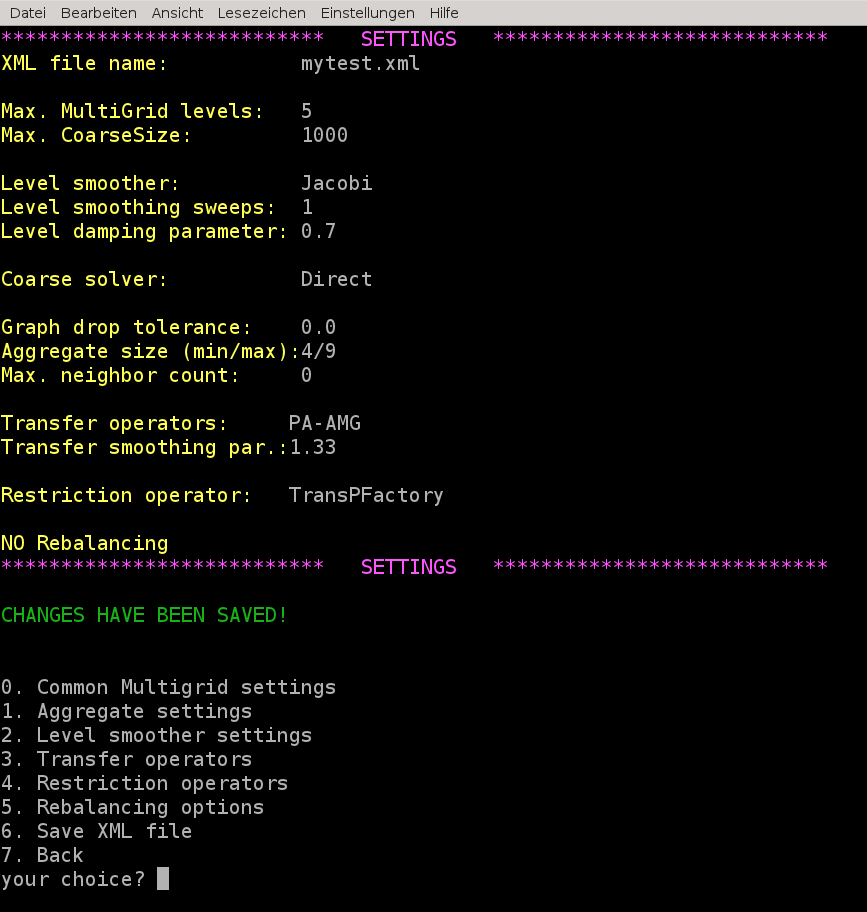 Datei Bearbeiten Ansicht Lesezeichen Einstellungen Hilfe
*************************** SETTINGS ****************************
XML file name: mytest.xml
Max. MultiGrid levels: 5
Max. CoarseSize: 1000
Level smoother: Jacobi
Level smoothing sweeps: 1
Level damping parameter: 0.7
Coarse solver: Direct
Graph drop tolerance: 0.0
Aggregate size (min/max):4/9
Max. neighbor count: 0
Transfer operators: PA-AMG
Transfer smoothing par.:1.33
Restriction operator: TransPFactory
NO Rebalancing
*************************** SETTINGS ****************************
CHANGES HAVE BEEN SAVED!
0. Common Multigrid settings
1. Aggregate settings
2. Level smoother settings
3. Transfer operators
4. Restriction operators
5. Rebalancing options
6. Save XML file
7. Back
your choice?